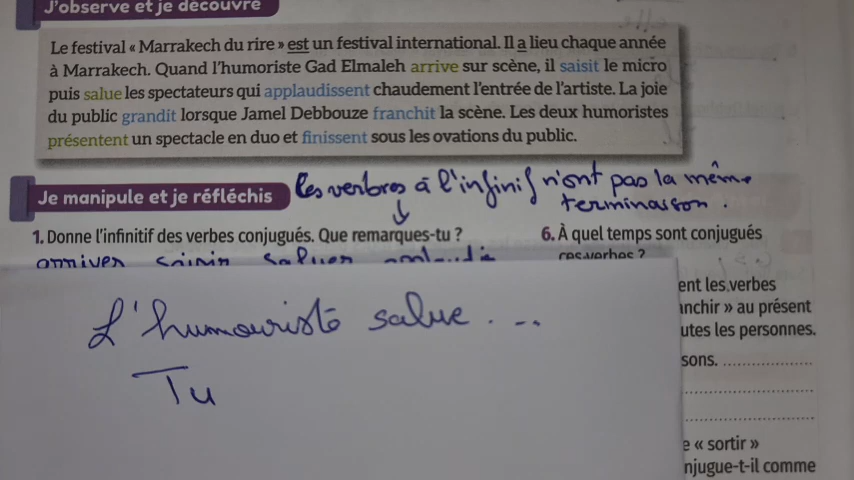 J'observe et je découvre
Le festival « Marrakech du rire » est un festival international. Il a lieu chaque année
à Marrakech. Quand l'humoriste Gad Elmaleh arrive sur scène, il saisit le micro
puis salue les spectateurs qui applaudissent chaudement l'entrée de l'artiste. La joie
du public grandit lorsque Jamel Debbouze franchit la scène. Les deux humoristes
présentent un spectacle en duo et finissent sous les ovations du public.
Je manipule et je réfléchis
les verbres à l'infinif n'ont pas la même
terminaison.
1. Donne l'infinitif des verbes conjugués. Que remarques-tu ?
arriver saisir saluer
6. À quel temps sont conjugués
ces verbes ?
ent les verbes
nchir » au présent
utes les personnes.
sons.
e « sortir »
njugue-t-il comme
L'humouriste salue...
Tu